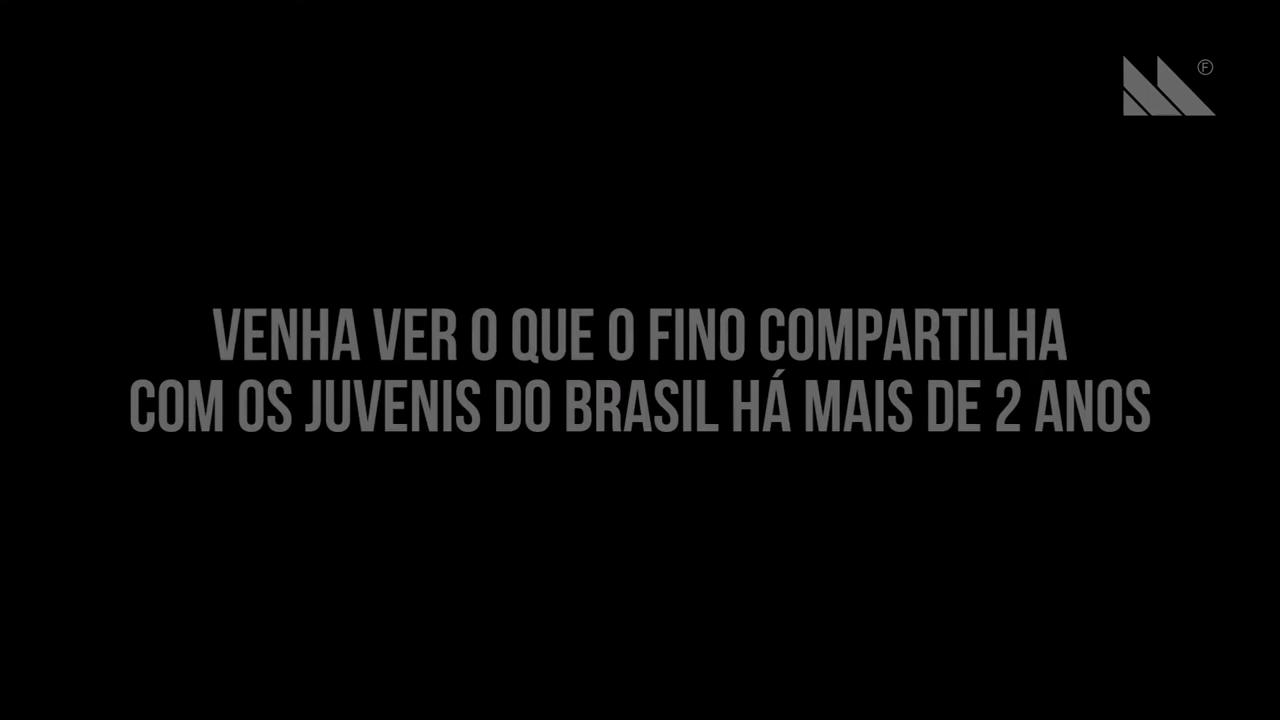 Ⓕ
VENHA VER O QUE O FINO COMPARTILHA
COM OS JUVENIS DO BRASIL HÁ MAIS DE 2 ANOS